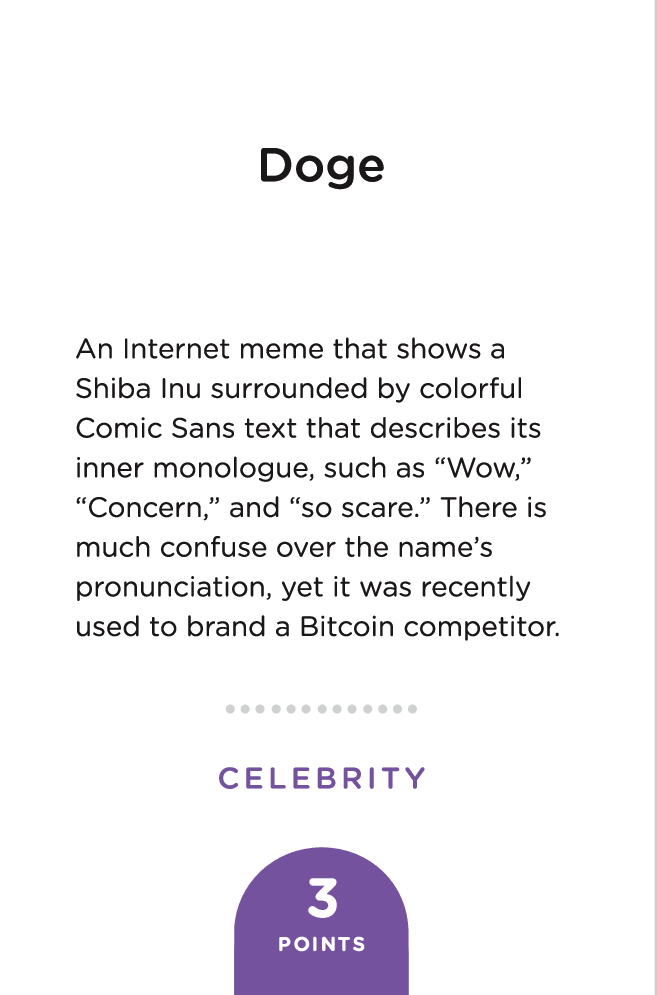 Doge
An Internet meme that shows a
Shiba Inu surrounded by colorful
Comic Sans text that describes its
inner monologue, such as “Wow,”
“Concern,” and “so scare.” There is
much confuse over the name’s
pronunciation, yet it was recently
used to brand a Bitcoin competitor.
CELEBRITY
3
POINTS